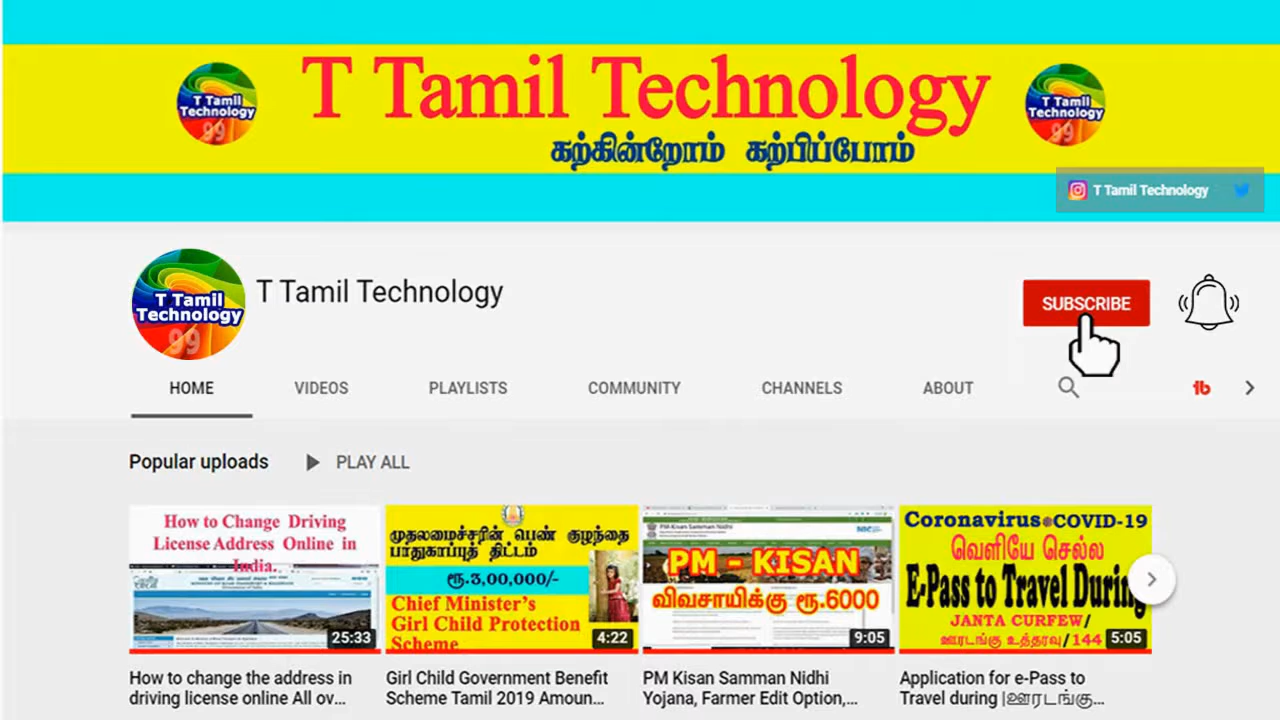 T Tamil Technology
T Tamil
Technology
99
T Tamil
Technology
99
கற்கின்றோம் கற்பிப்போம்
T Tamil Technology
T Tamil
Technology
99
T Tamil Technology
SUBSCRIBE
HOME VIDEOS PLAYLISTS COMMUNITY CHANNELS ABOUT
Popular uploads PLAY ALL
How to Change Driving
License Address Online in
India.
25:33
முதலமைச்சரின் பெண் குழந்தை
பாதுகாப்புத் திட்டம்
ரூ.3,00,000/-
Chief Minister's
Girl Child Protection
Scheme
4:22
PM-Kisan Samman Nidhi
PM - KISAN
விவசாயிக்கு ரூ.6000
9:05
Coronavirus COVID-19
வெளியே செல்ல
E-Pass to Travel During
JANTA CURFEW/
ஊரடங்கு உத்தரவு/144
5:05
How to change the address in
driving license online All ov...
Girl Child Government Benefit
Scheme Tamil 2019 Amoun...
PM Kisan Samman Nidhi
Yojana, Farmer Edit Option,...
Application for e-Pass to
Travel during |ஊரடங்கு...